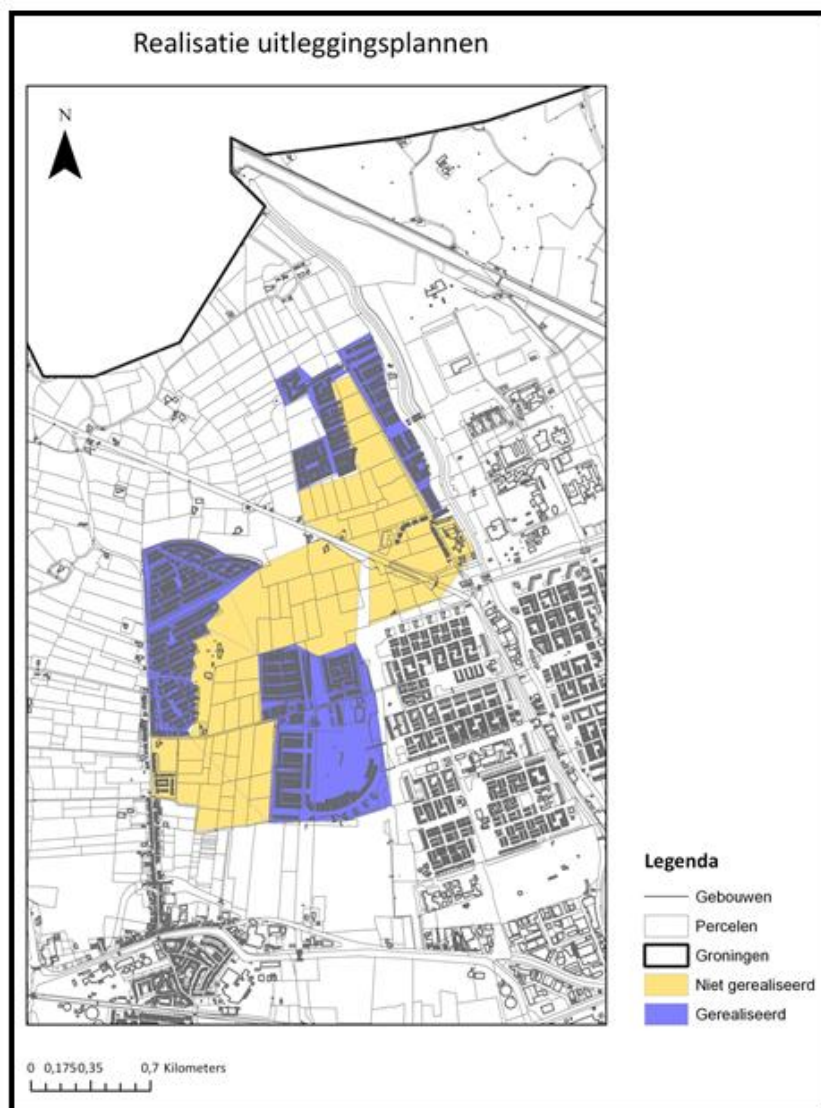 Realisatie uitleggingsplannen
N
Legenda
Gebouwen
Percelen
Groningen
Niet gerealiseerd
Gerealiseerd
0 0,1750,35 0,7 Kilometers